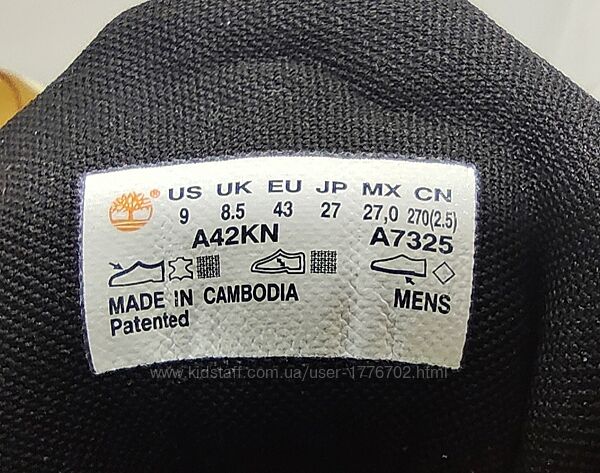 ® US UK EU JP MX CN
9 8.5 43 27 27,0 270(2.5)
A42KN A7325
MADE IN CAMBODIA MENS
Patented
www.kidstaff.com.ua/user-1776702.html